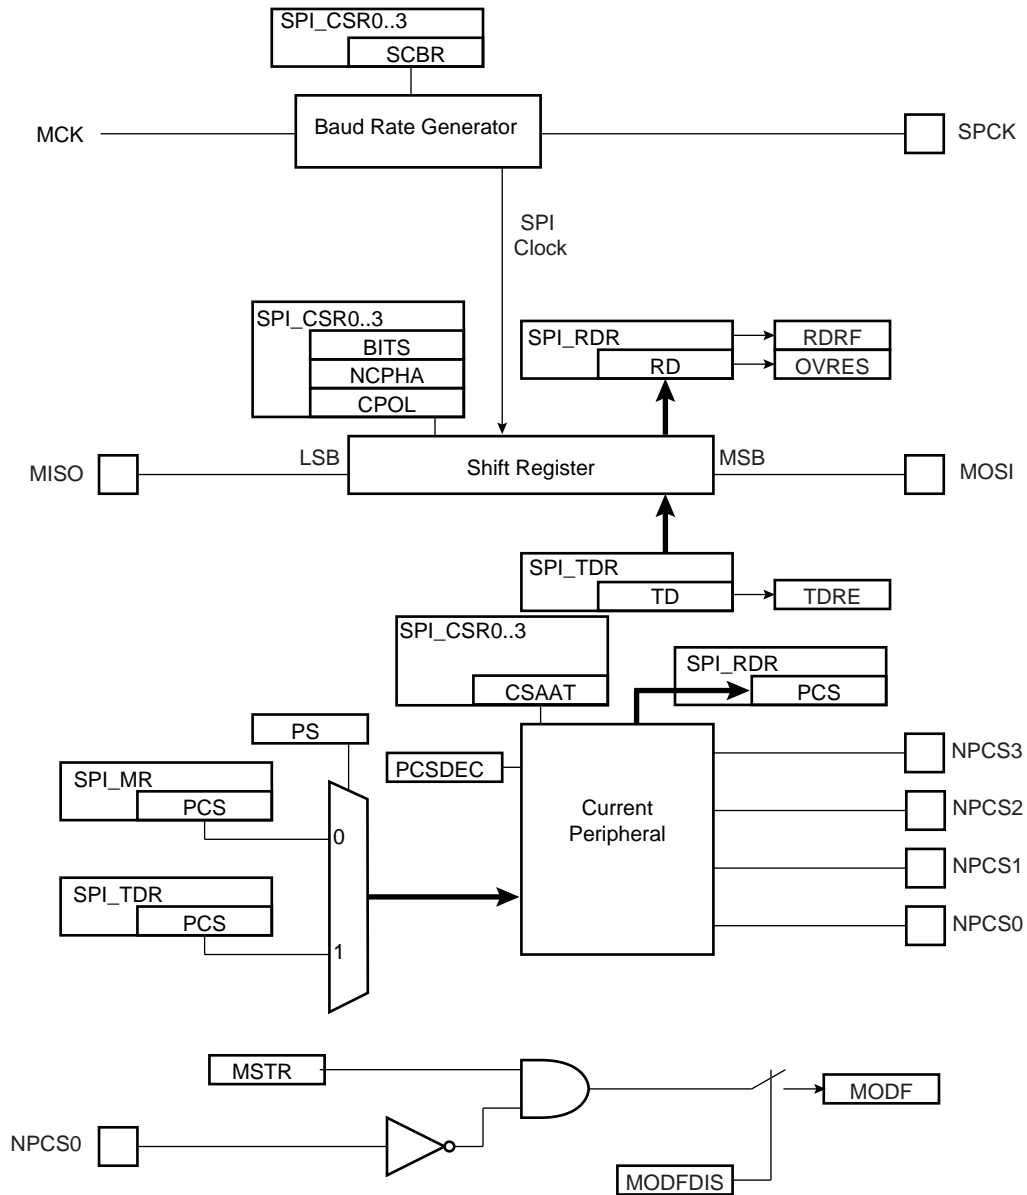 SPI_CSR0..3
SCBR
MCK
Baud Rate Generator
SPCK
SPI
Clock
SPI_CSR0..3
BITS
NCPHA
CPOL
SPI_RDR
RD
RDRF
OVRES
MISO
LSB
Shift Register
MSB
MOSI
SPI_TDR
TD
TDRE
SPI_CSR0..3
CSAAT
SPI_RDR
PCS
PS
PCSDEC
Current
Peripheral
NPCS3
NPCS2
NPCS1
NPCS0
SPI_MR
PCS
0
SPI_TDR
PCS
1
MSTR
MODF
NPCS0
MODFDIS